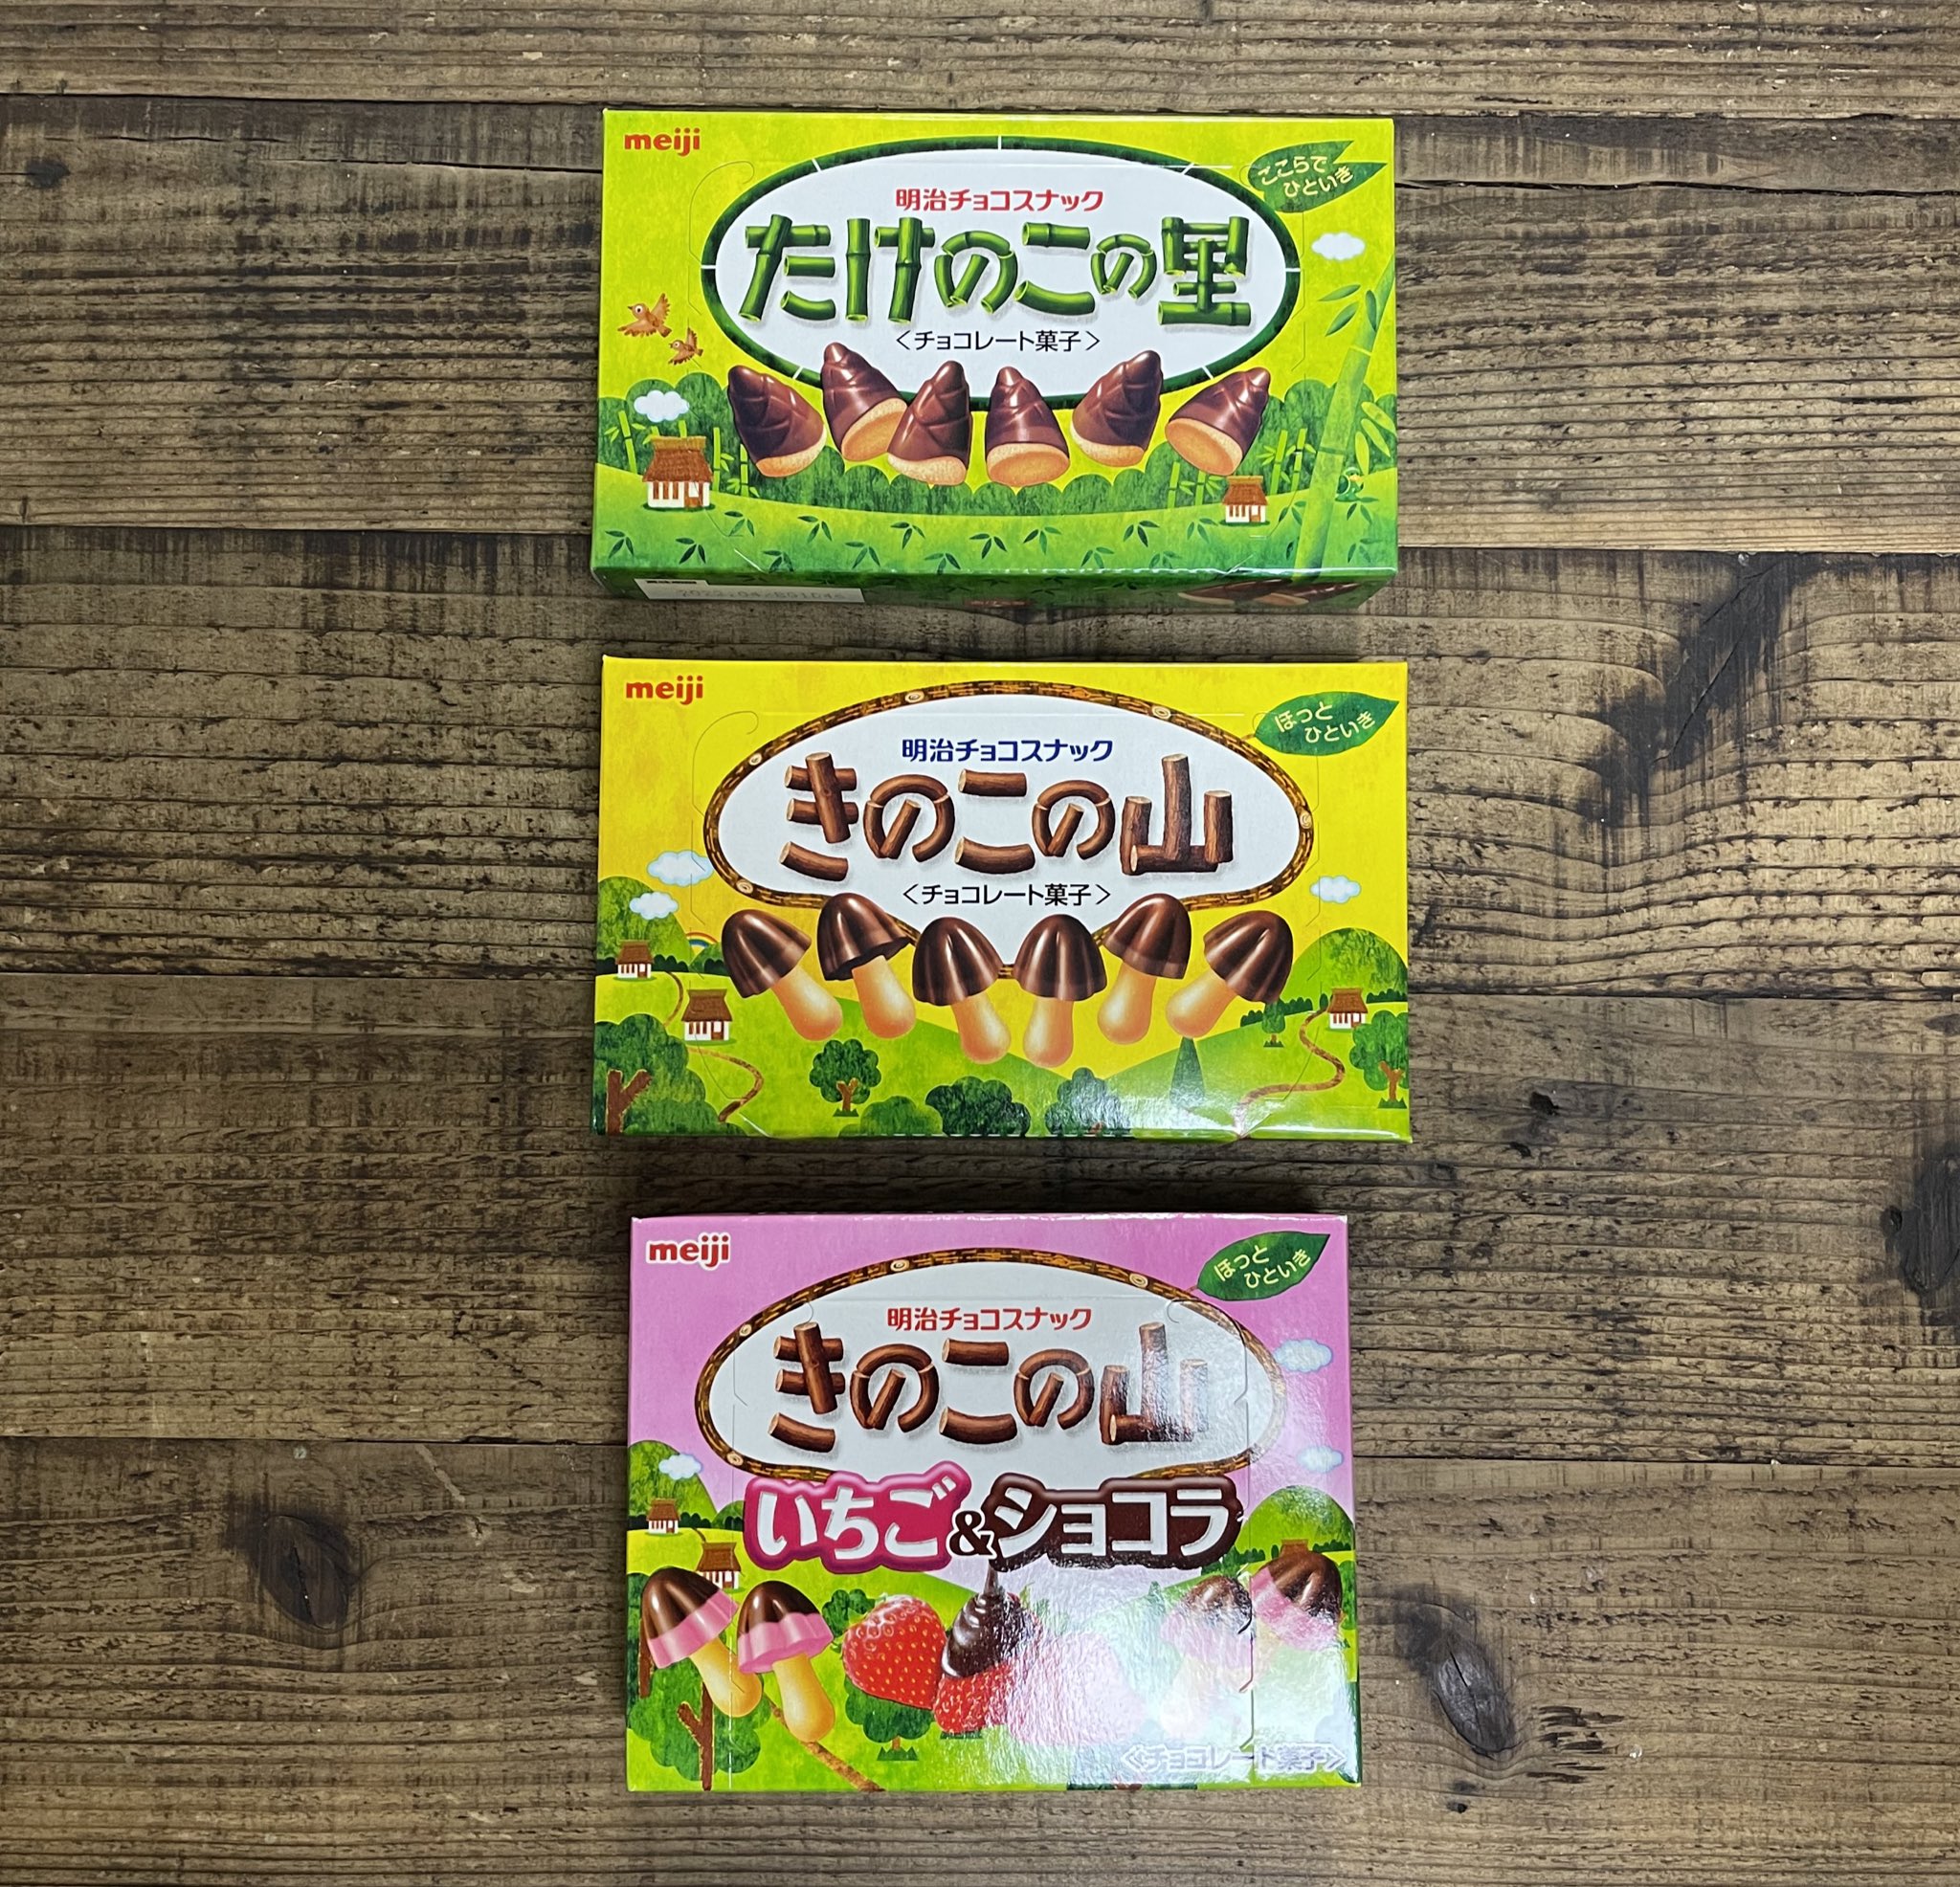 meiji
ここらで
ひといき
明治チョコスナック
たけのこの里
〈チョコレート菓子〉
meiji
ほっと
ひといき
明治チョコスナック
きのこの山
〈チョコレート菓子〉
meiji
ほっと
ひといき
明治チョコスナック
きのこの山
いちご&ショコラ
〈チョコレート菓子〉